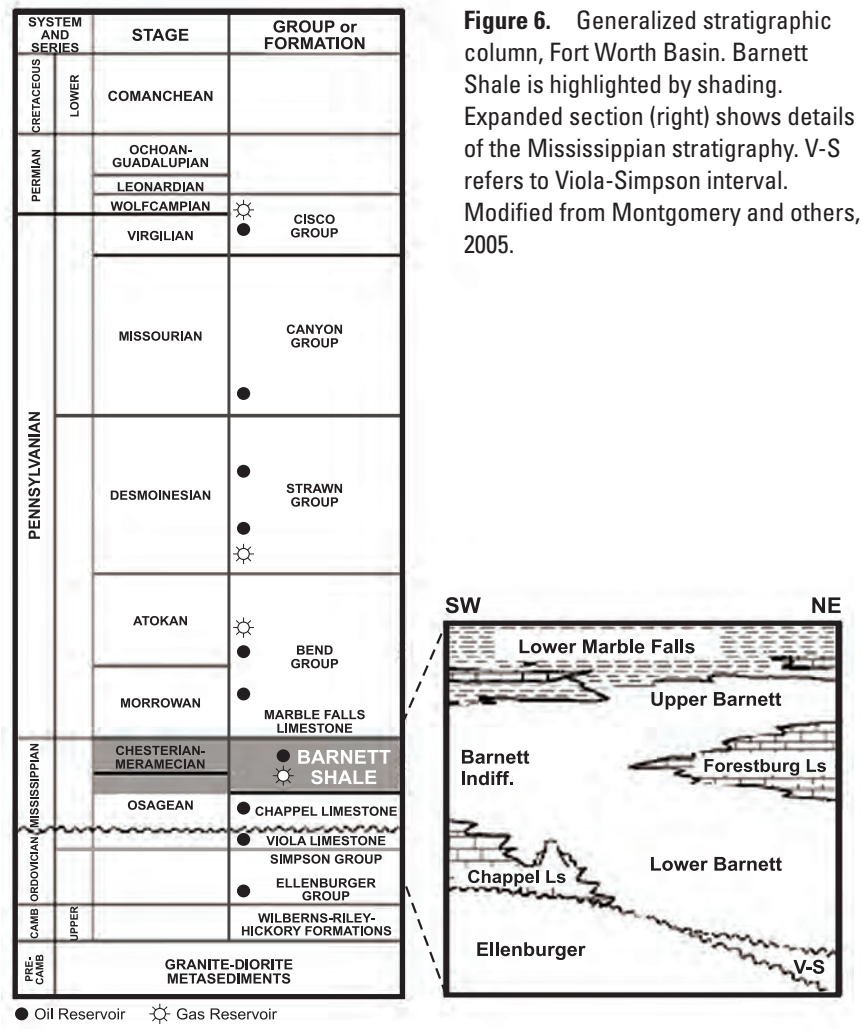 SYSTEM
AND
SERIES
STAGE
GROUP or
FORMATION
CRETACEOUS
LOWER
COMANCHEAN
PERMIAN
OCHOAN-
GUADALUPIAN
LEONARDIAN
WOLFCAMPIAN
CISCO
GROUP
PENNSYLVANIAN
VIRGILIAN
MISSOURIAN
CANYON
GROUP
DESMOINESIAN
STRAWN
GROUP
ATOKAN
BEND
GROUP
MORROWAN
MARBLE FALLS
LIMESTONE
MISSISSIPPIAN
CHESTERIAN-
MERAMECIAN
BARNETT
SHALE
OSAGEAN
CHAPPEL LIMESTONE
ORDOVICIAN
VIOLA LIMESTONE
SIMPSON GROUP
ELLENBURGER
GROUP
CAMB
UPPER
WILBERNS-RILEY-
HICKORY FORMATIONS
PRE-
CAMB
GRANITE-DIORITE
METASEDIMENTS
Oil Reservoir Gas Reservoir
Figure 6. Generalized stratigraphic
column, Fort Worth Basin. Barnett
Shale is highlighted by shading.
Expanded section (right) shows details
of the Mississippian stratigraphy. V-S
refers to Viola-Simpson interval.
Modified from Montgomery and others,
2005.
SW NE
Lower Marble Falls
Upper Barnett
Barnett
Indiff.
Forestburg Ls
Lower Barnett
Chappel Ls
Ellenburger
V-S